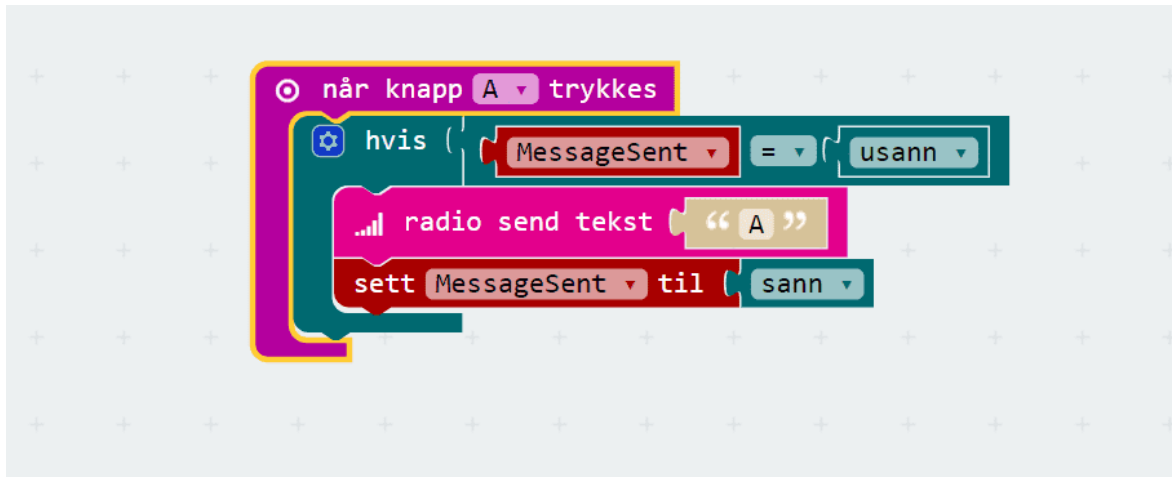 når knapp A trykkes
hvis ( MessageSent = ( usann
radio send tekst “ A ”
sett MessageSent til sann